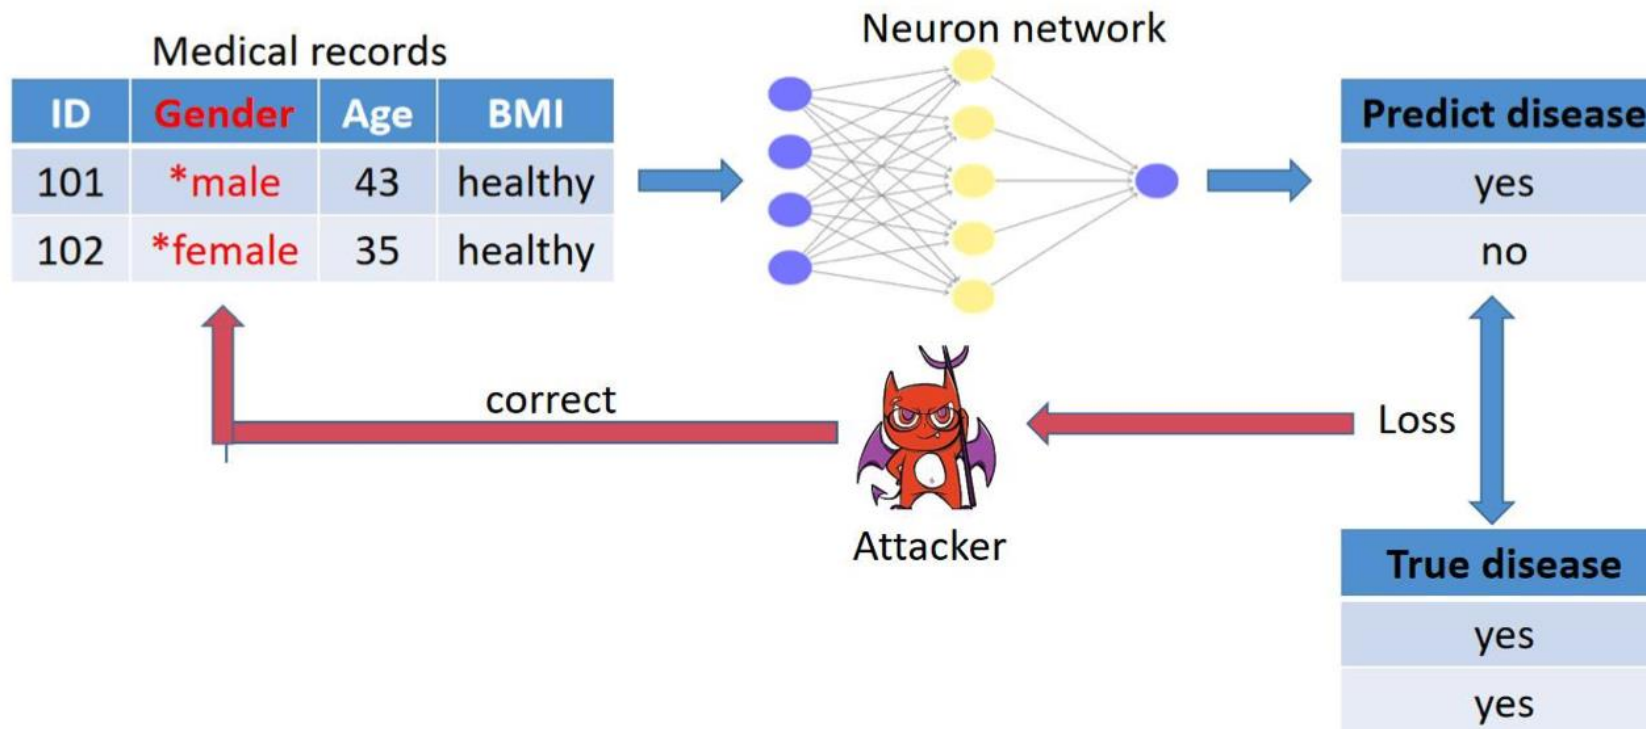 Medical records
Neuron network
ID Gender Age BMI
101 *male 43 healthy
102 *female 35 healthy
Predict disease
yes
no
correct
Loss
Attacker
True disease
yes
yes